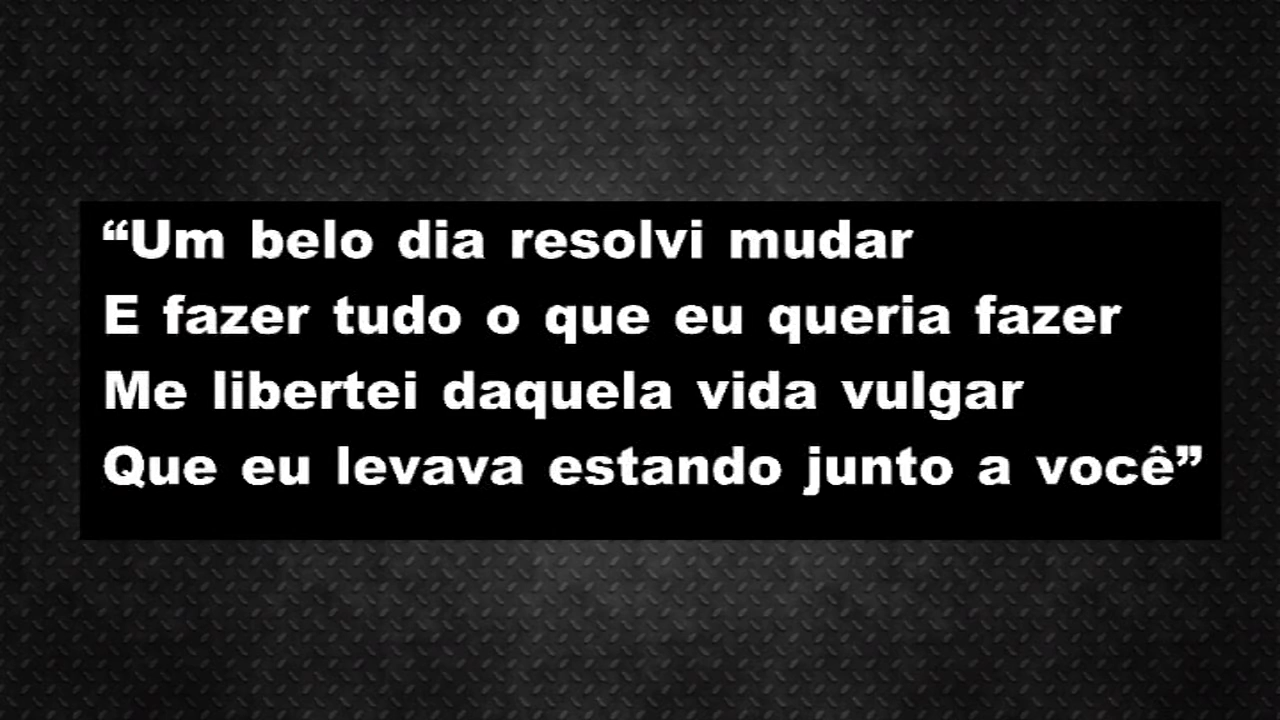 “Um belo dia resolvi mudar
E fazer tudo o que eu queria fazer
Me libertei daquela vida vulgar
Que eu levava estando junto a você”